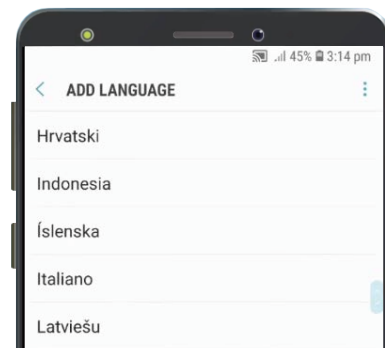 45% 3:14 pm
ADD LANGUAGE
Hrvatski
Indonesia
Íslenska
Italiano
Latviešu